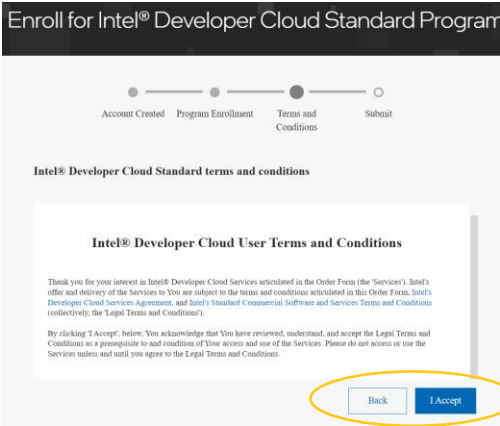 Enroll for Intel® Developer Cloud Standard Program
Account Created Program Enrollment Terms and Conditions Submit
Intel® Developer Cloud Standard terms and conditions
Intel® Developer Cloud User Terms and Conditions
Thank you for your interest in Intel® Developer Cloud Services articulated in the Order Form (the 'Services'). Intel's
offer and delivery of the Services to You are subject to the terms and conditions articulated in this Order Form, Intel's
Developer Cloud Services Agreement, and Intel's Standard Commercial Software and Services Terms and Conditions
(collectively, the 'Legal Terms and Conditions').
By clicking 'I Accept', below, You acknowledge that You have reviewed, understand, and accept the Legal Terms and
Conditions as a prerequisite to and condition of Your access and use of the Services. Please do not access or use the
Services unless and until you agree to the Legal Terms and Conditions.
Back I Accept